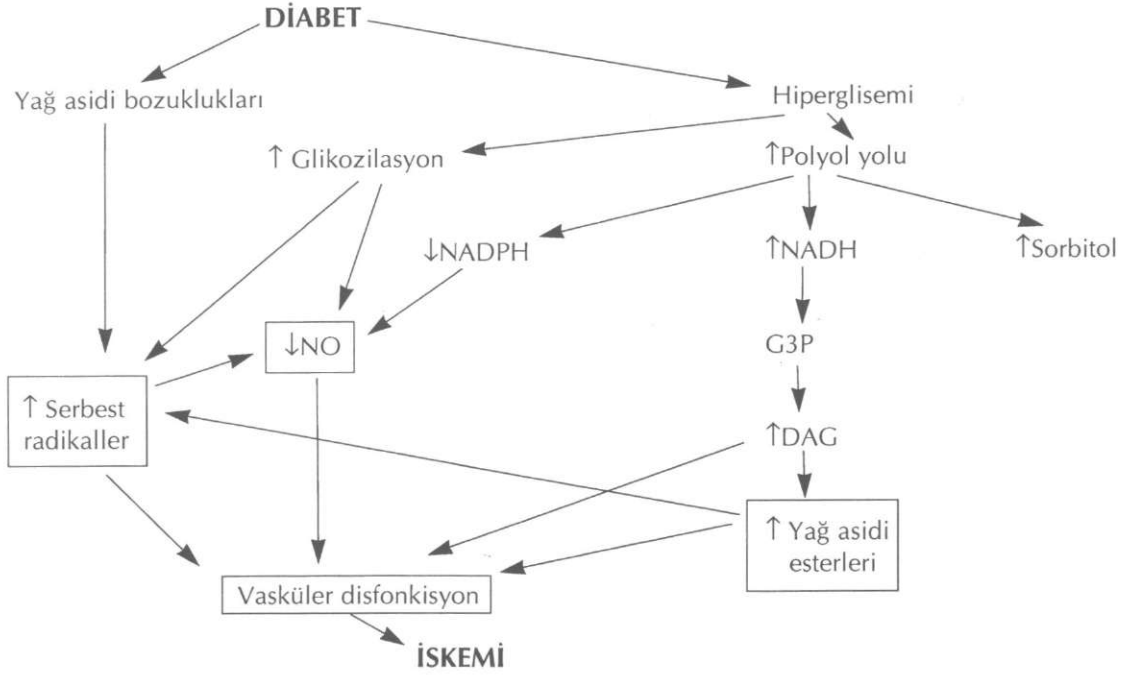 DİABET
Yağ asidi bozuklukları
Hiperglisemi
↑ Glikozilasyon
↑Polyol yolu
↓NADPH
↑NADH
↑Sorbitol
↓NO
G3P
↑ Serbest
radikaller
↑DAG
↑ Yağ asidi
esterleri
Vasküler disfonkisyon
İSKEMİ